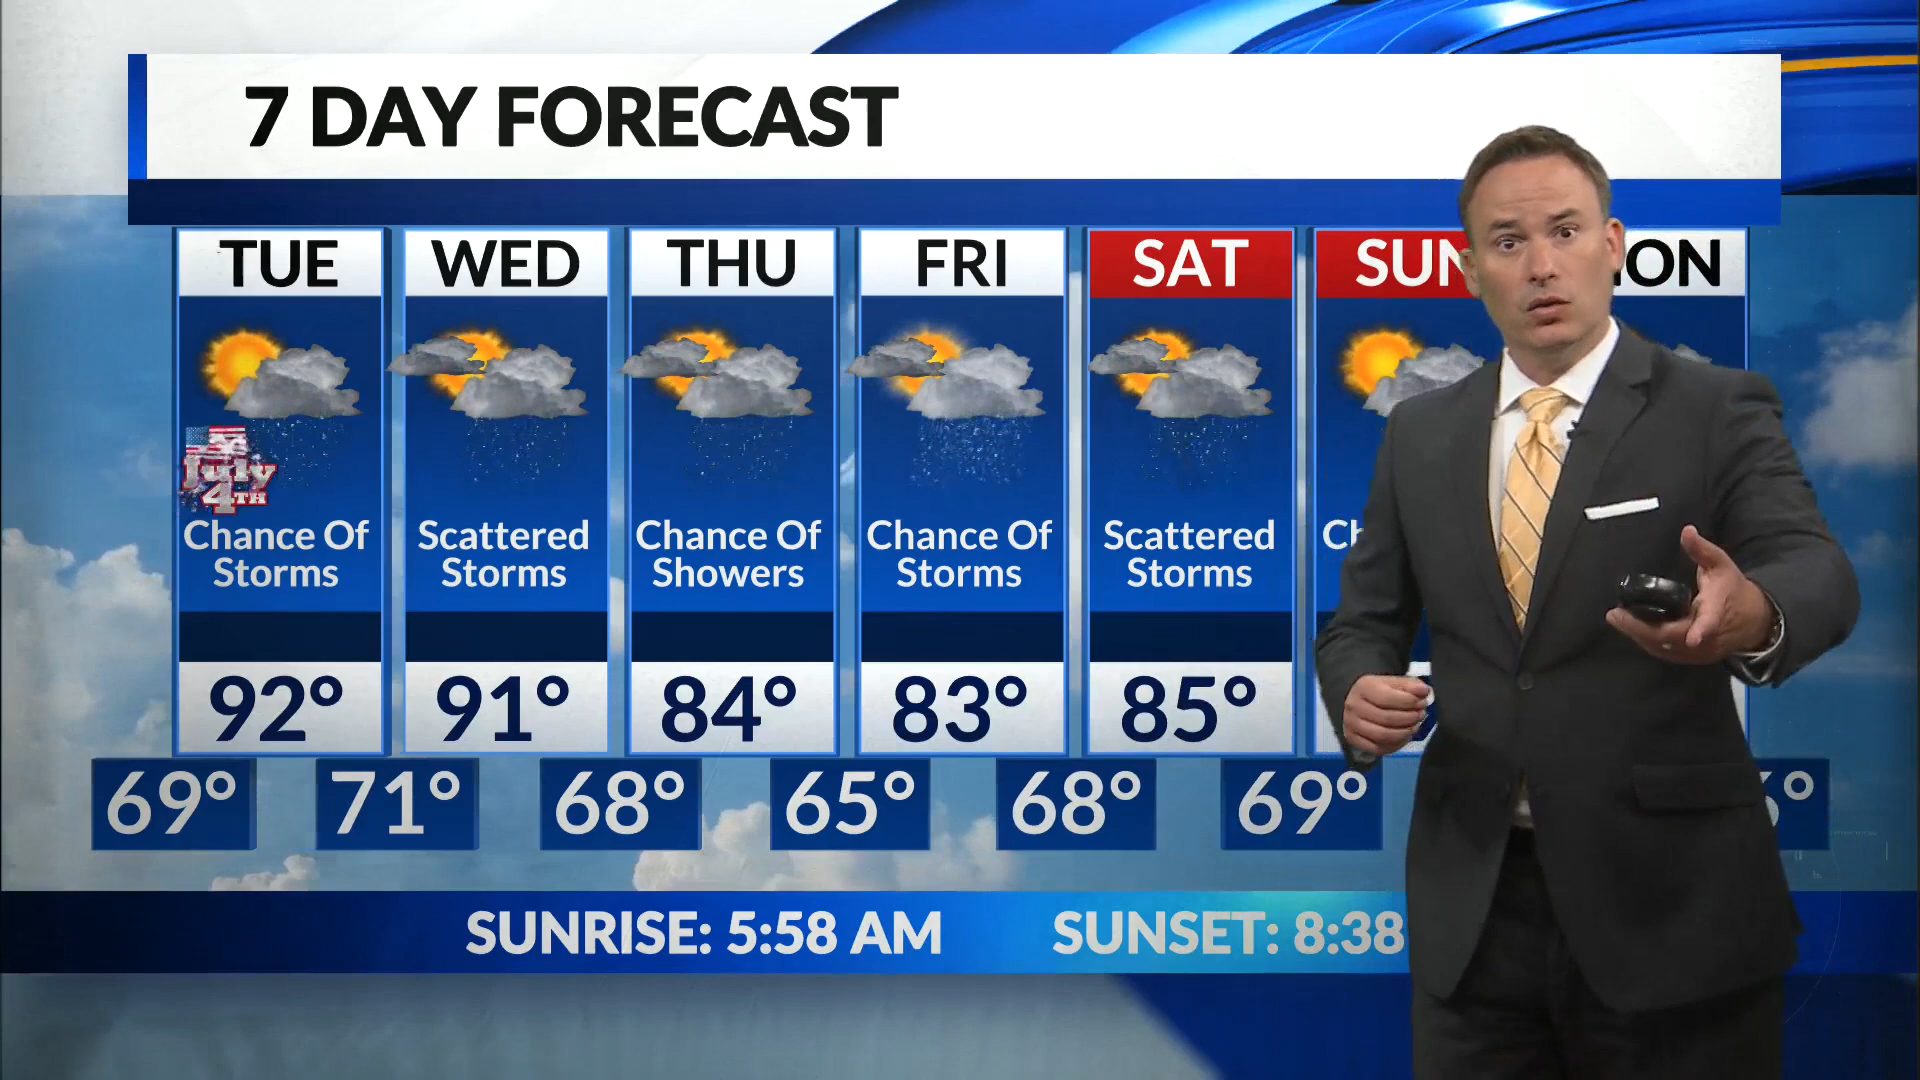 7 DAY FORECAST
TUE WED THU FRI SAT SUN
July
4TH
Chance Of Scattered Chance Of Chance Of Scattered
Storms Storms Showers Storms Storms
92° 91° 84° 83° 85°
69° 71° 68° 65° 68° 69°
SUNRISE: 5:58 AM SUNSET: 8:38